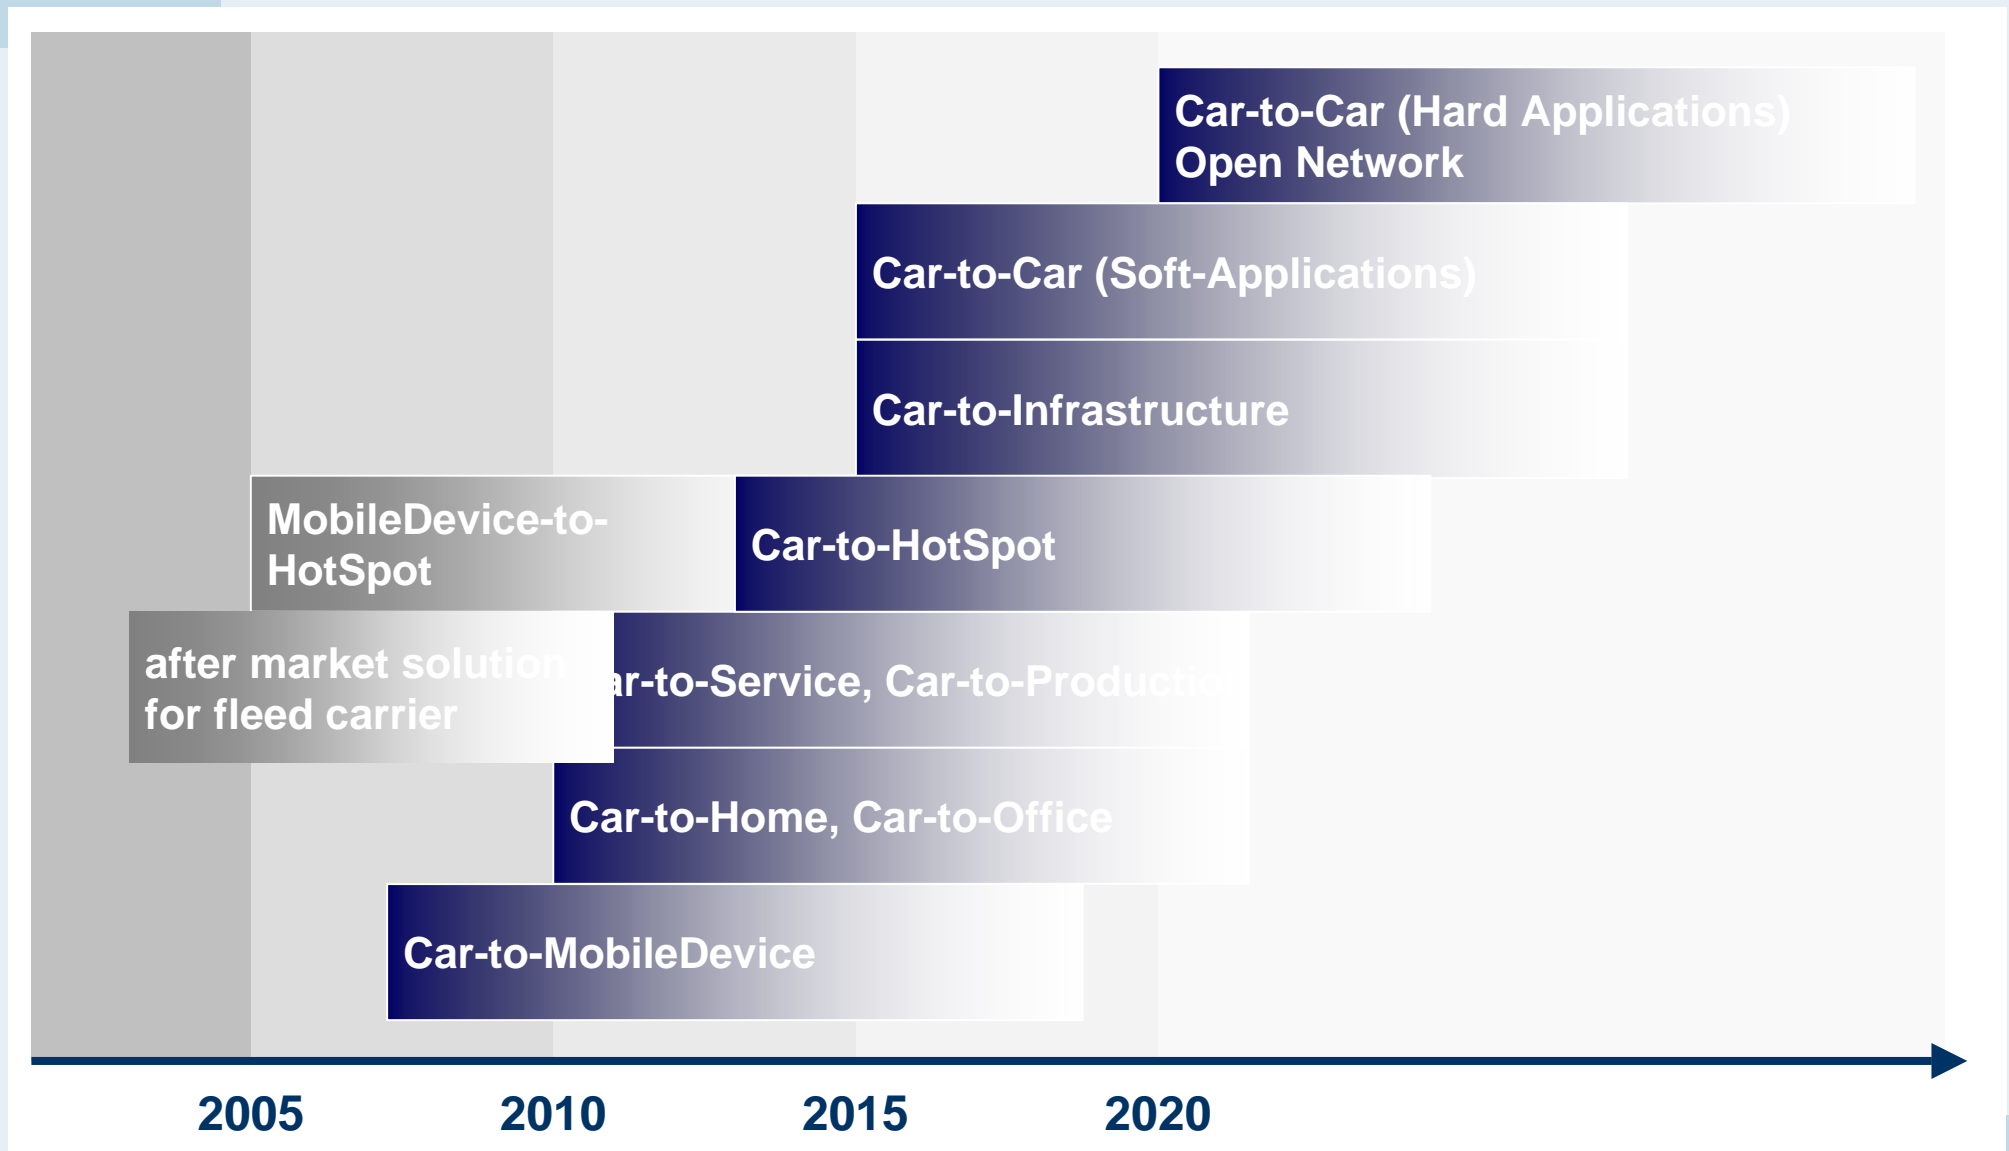 Car-to-Car (Hard Applications)
Open Network
Car-to-Car (Soft-Applications)
Car-to-Infrastructure
MobileDevice-to-
HotSpot
Car-to-HotSpot
after market solution
for fleed carrier
ar-to-Service, Car-to-Production
Car-to-Home, Car-to-Office
Car-to-MobileDevice
2005 2010 2015 2020